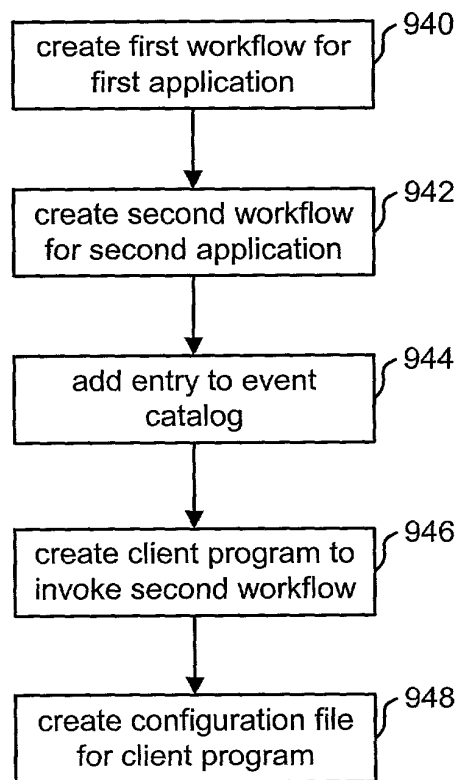 940
create first workflow for
first application
942
create second workflow
for second application
944
add entry to event
catalog
946
create client program to
invoke second workflow
948
create configuration file
for client program